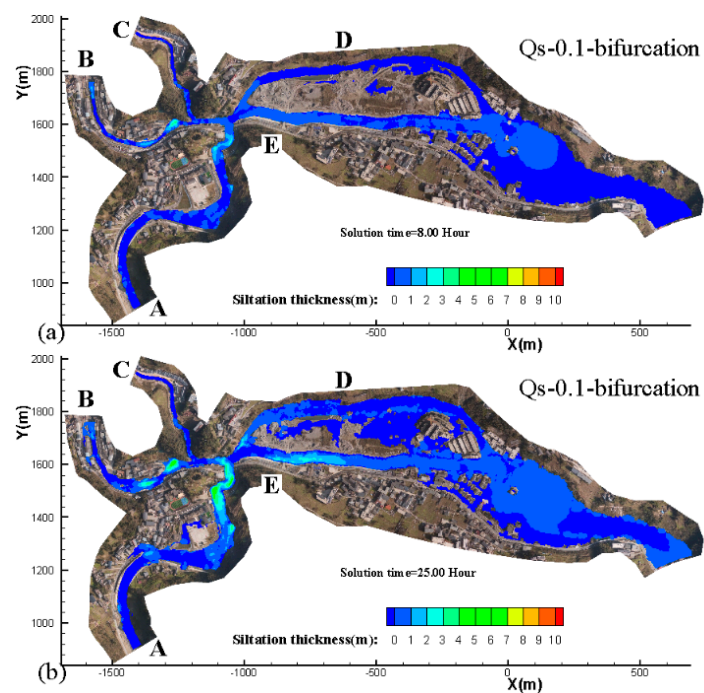 2000
1800
1600
1400
1200
1000
Y(m)
C
B
D
E
A
Qs-0.1-bifurcation
Solution time=8.00 Hour
Siltation thickness(m):
0 1 2 3 4 5 6 7 8 9 10
(a)
-1500 -1000 -500 0 500
X(m)
2000
1800
1600
1400
1200
1000
Y(m)
C
B
D
E
A
Qs-0.1-bifurcation
Solution time=25.00 Hour
Siltation thickness(m):
0 1 2 3 4 5 6 7 8 9 10
(b)
-1500 -1000 -500 0 500
X(m)